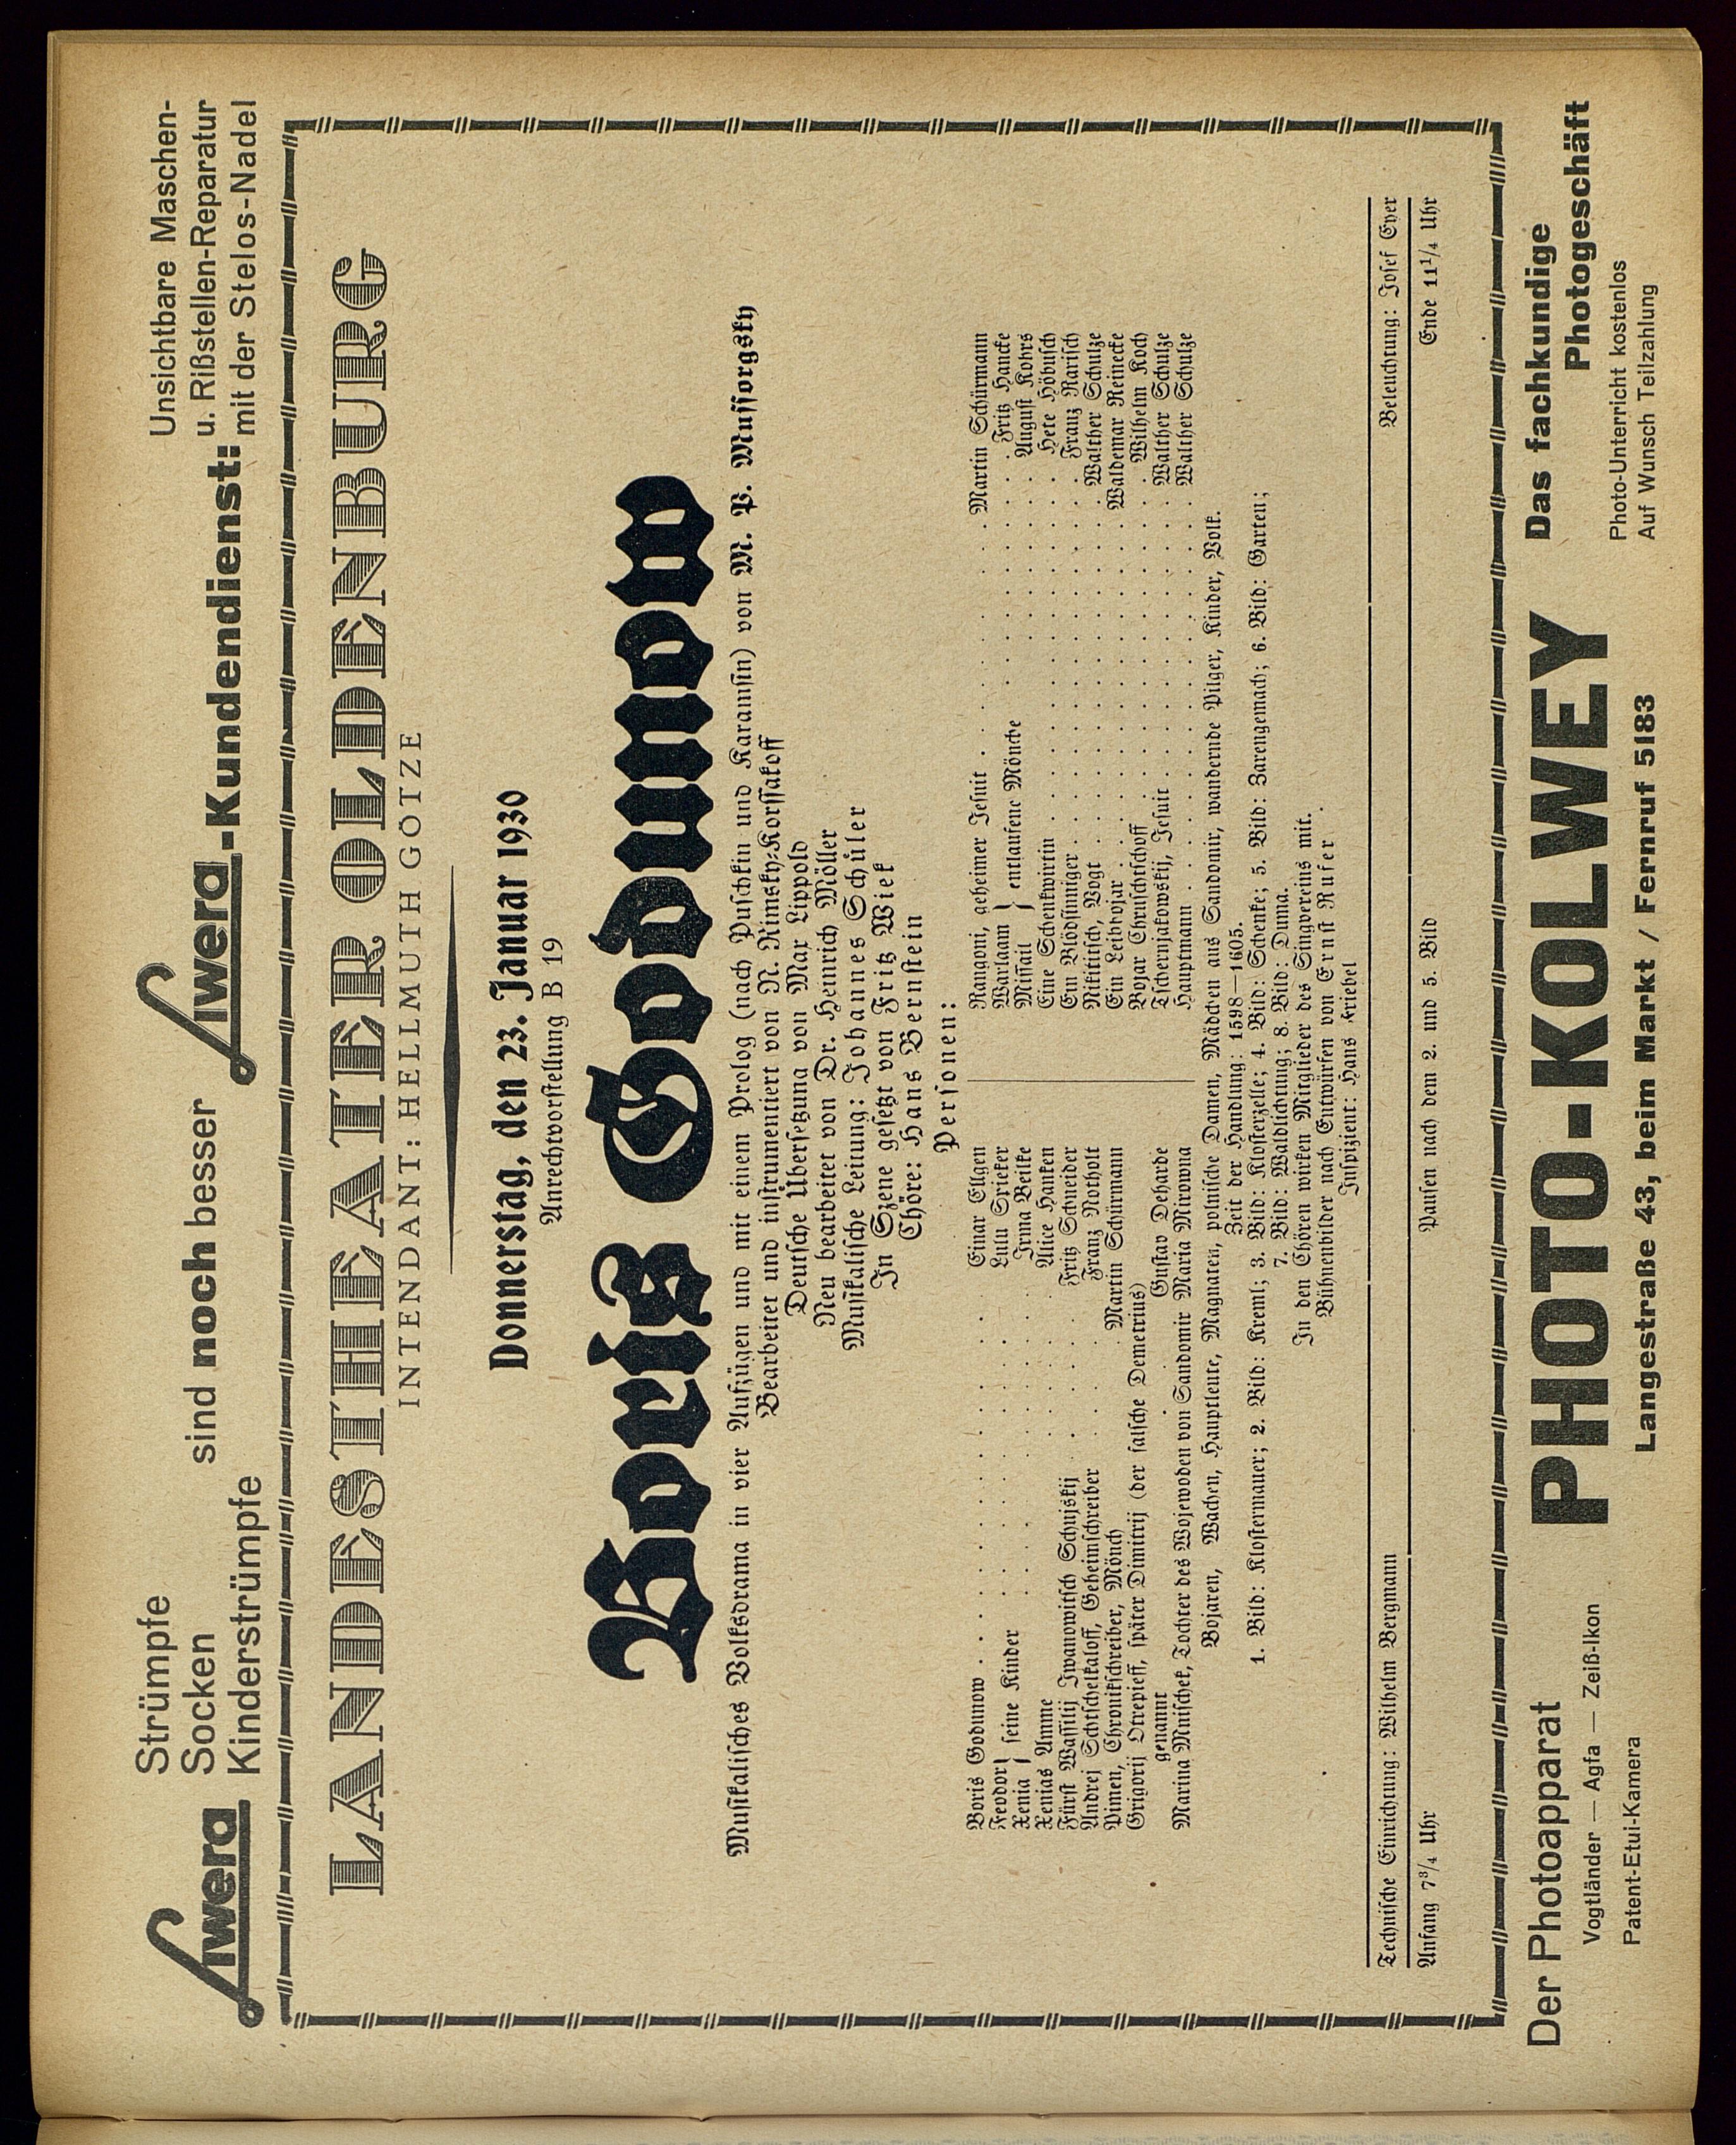 Siwera
Strümpfe
Socken
Kinderstrümpfe
sind noch besser
Siwera-Kundendienst:
Unsichtbare Maschen-
u. Rißstellen-Reparatur
mit der Stelos-Nadel
LANDESTHEATER OLDENBURG
INTENDANT: HELLMUTH GÖTZE
Donnerstag, den 23. Januar 1930
Anrechtvorstellung B 19
Boris Godunow
Musikalisches Volksdrama in vier Aufzügen und mit einem Prolog (nach Puschkin und Karamsin) von M. P. Mussorgsky
Bearbeitet und instrumentiert von N. Rimsky-Korssakoff
Deutsche Übersetzung von Max Lippold
Neu bearbeitet von Dr. Henrich Möller
Musikalische Leitung: Johannes Schüler
In Szene gesetzt von Fritz Wiek
Chöre: Hans Bernstein
Personen:
Boris Godunow . . . . . . . . . . Einar Ellgen
Feodor } seine Kinder . . . . . . Lulu Sricker
Xenia } . . . . . . Irma Beilke
Xenias Amme . . . . . . Alice Hanken
Fürst Wassilij Iwanowitsch Schujskij . . . . Fritz Schneider
Andrej Schtschelkaloff, Geheimschreiber . . . . Franz Notholt
Pimen, Chronikschreiber, Mönch . . . . Martin Schürmann
Grigorij Otrepieff, später Dimitrij (der falsche Demetrius)
genannt . . . . Gustav Deharde
Marina Mnischek, Tochter des Wojewoden von Sandomir Maria Mirowna
Rangoni, geheimer Jesuit . . . . . . Martin Schürmann
Warlaam } entlaufene Mönche . . . . . . Fritz Hancke
Missail } . . . . . . August Kohrs
Eine Schenkwirtin . . . . . . Hete Höbusch
Ein Blödsinniger . . . . . . Franz Rarisch
Nikitisch, Vogt . . . . . . Walther Schulze
Ein Leibbojar . . . . . . Waldemar Reinecke
Bojar Chruschtschoff . . . . . . Wilhelm Koch
Tschernjakowskij, Jesuit . . . . . . Walther Schulze
Hauptmann . . . . . . Walther Schulze
Bojaren, Wachen, Hauptleute, Magnaten, polnische Damen, Mädchen aus Sandomir, wandernde Pilger, Kinder, Volk.
Zeit der Handlung: 1598—1605.
1. Bild: Klostermauer; 2. Bild: Kreml; 3. Bild: Klosterzelle; 4. Bild: Schenke; 5. Bild: Zarengemach; 6. Bild: Garten;
7. Bild: Waldlichtung; 8. Bild: Duma.
In den Chören wirken Mitglieder des Singvereins mit.
Bühnenbilder nach Entwürfen von Ernst Rufer
Inspizient: Hans Friebel
Technische Einrichtung: Wilhelm Bergmann Beleuchtung: Josef Eyer
Anfang 7³/₄ Uhr Pausen nach dem 2. und 5. Bild Ende 11¹/₄ Uhr
Der Photoapparat
Vogtländer — Agfa — Zeiß-Ikon
Patent-Etui-Kamera
PHOTO-KOLWEY
Langestraße 43, beim Markt / Fernruf 5183
Das fachkundige
Photogeschäft
Photo-Unterricht kostenlos
Auf Wunsch Teilzahlung